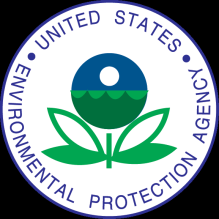 UNITED STATES
ENVIRONMENTAL PROTECTION AGENCY